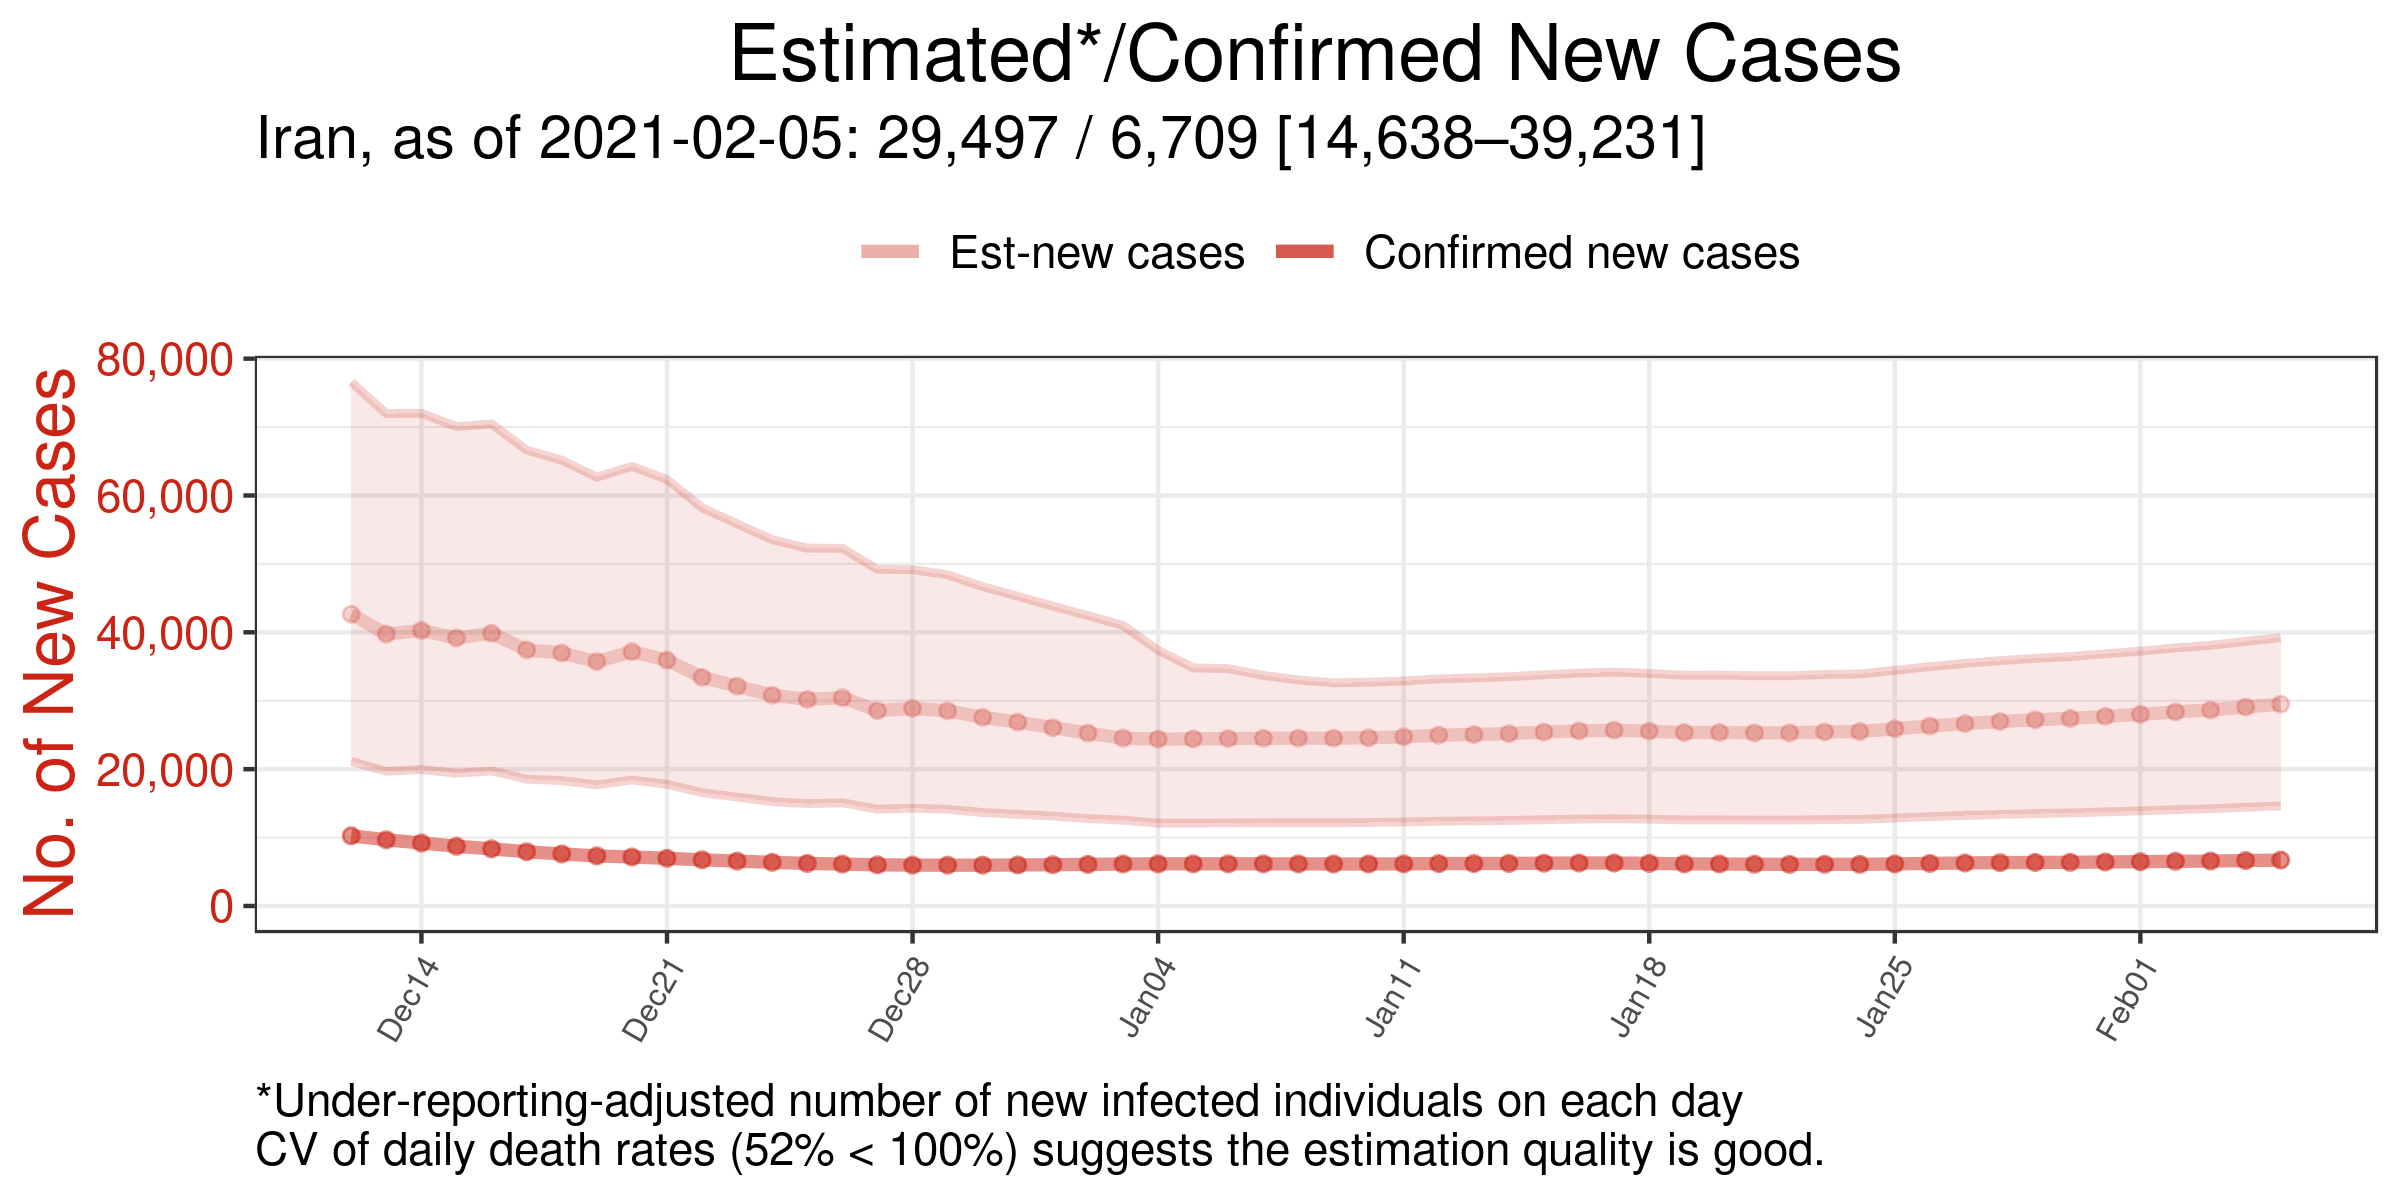 Estimated*/Confirmed New Cases
Iran, as of 2021-02-05: 29,497 / 6,709 [14,638–39,231]
Est-new cases
Confirmed new cases
No. of New Cases
80,000
60,000
40,000
20,000
0
Dec14
Dec21
Dec28
Jan04
Jan11
Jan18
Jan25
Feb01
*Under-reporting-adjusted number of new infected individuals on each day
CV of daily death rates (52% < 100%) suggests the estimation quality is good.